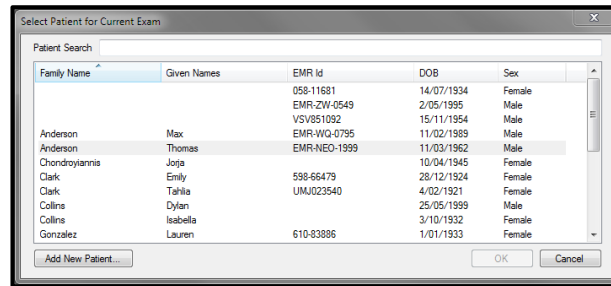 Select Patient for Current Exam
x
Patient Search
Family Name Given Names EMR Id DOB Sex
058-11681 14/07/1934 Female
EMR-ZW-0549 2/05/1995 Male
VSV851092 15/11/1954 Male
Anderson Max EMR-WQ-0795 11/02/1989 Male
Anderson Thomas EMR-NEO-1999 11/03/1962 Male
Chondroyiannis Jorja 10/04/1945 Female
Clark Emily 598-66479 28/12/1924 Female
Clark Tahlia UMJ023540 4/02/1921 Female
Collins Dylan 25/05/1999 Male
Collins Isabella 3/10/1932 Female
Gonzalez Lauren 610-83886 1/01/1933 Female
Add New Patient... OK Cancel